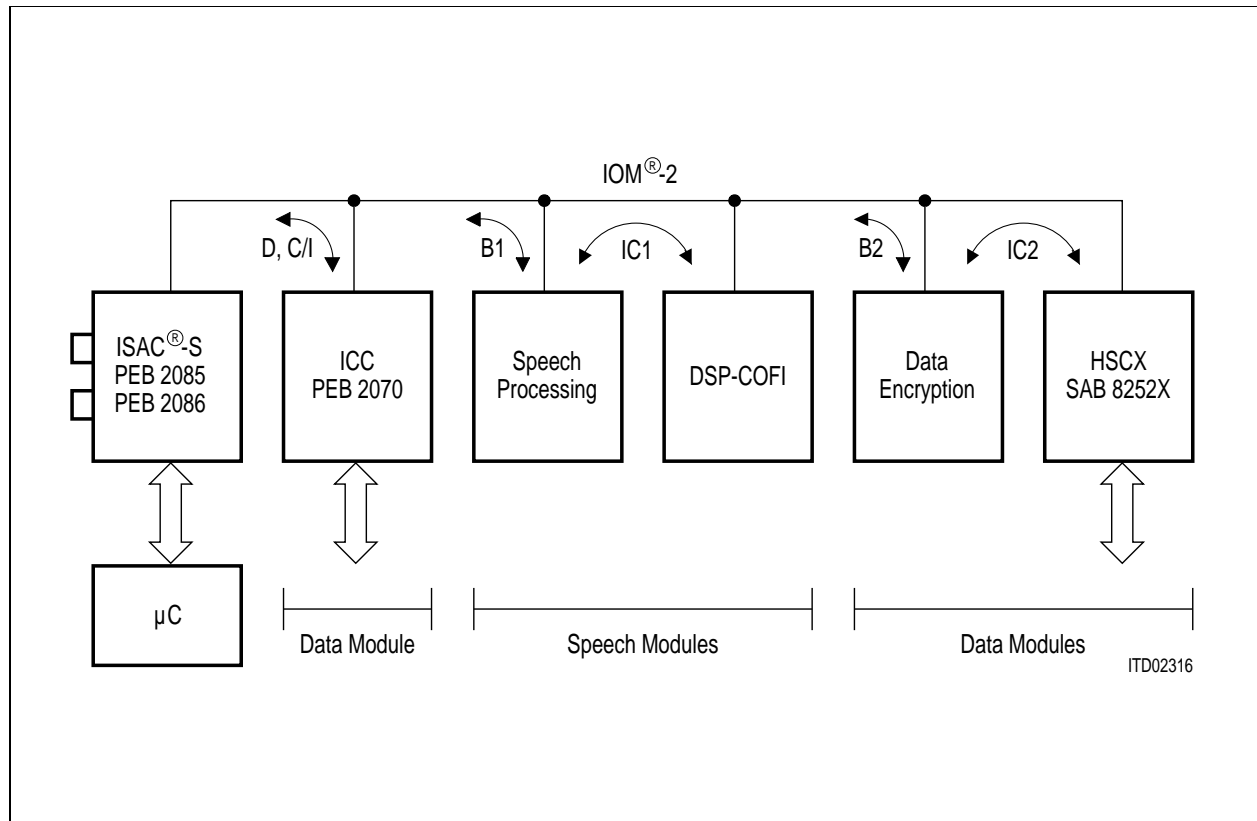 IOM®-2
D, C/I
B1
IC1
B2
IC2
ISAC®-S
PEB 2085
PEB 2086
ICC
PEB 2070
Speech
Processing
DSP-COFI
Data
Encryption
HSCX
SAB 8252X
µC
Data Module
Speech Modules
Data Modules
ITD02316